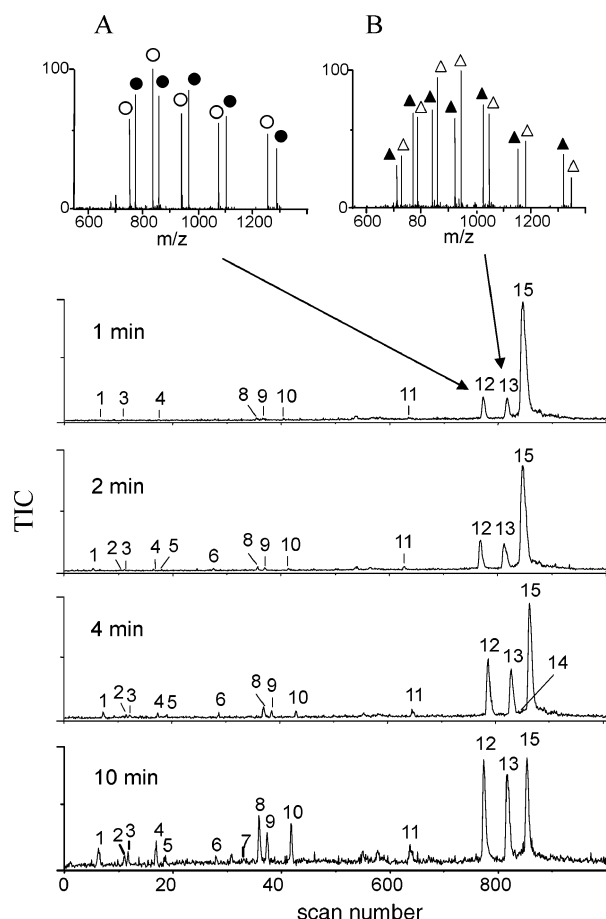 A B
100 100
0 0
600 800 1000 1200 600 80 1000 1200
m/z m/z
1 min
1 3 4 8 9 10 11 12 13 15
2 min
1 2 3 4 5 6 8 9 10 11 12 13 15
TIC
4 min
1 2 3 4 5 6 8 9 10 11 12 13 14 15
10 min
1 2 3 4 5 6 7 8 9 10 11 12 13 15
0 20 40 600 800
scan number